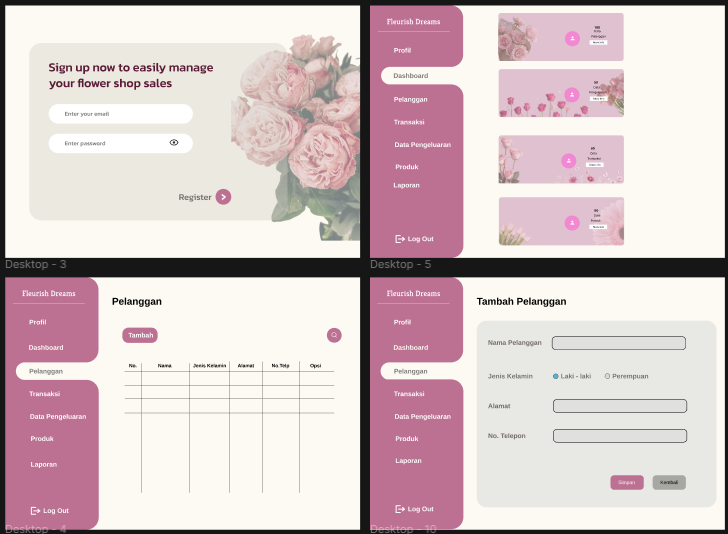 Sign up now to easily manage
your flower shop sales
Enter your email
Enter password
Register
Desktop - 3
Fleurish Dreams
Profil
Dashboard
Pelanggan
Transaksi
Data Pengeluaran
Produk
Laporan
Log Out
Desktop - 5
Fleurish Dreams
Profil
Dashboard
Pelanggan
Transaksi
Data Pengeluaran
Produk
Laporan
Log Out
Pelanggan
Tambah
No. Nama Jenis Kelamin Alamat No.Telp Opsi
Desktop - 4
Fleurish Dreams
Profil
Dashboard
Pelanggan
Transaksi
Data Pengeluaran
Produk
Laporan
Log Out
Tambah Pelanggan
Nama Pelanggan
Jenis Kelamin Laki - laki Perempuan
Alamat
No. Telepon
Simpan Kembali
Desktop - 10